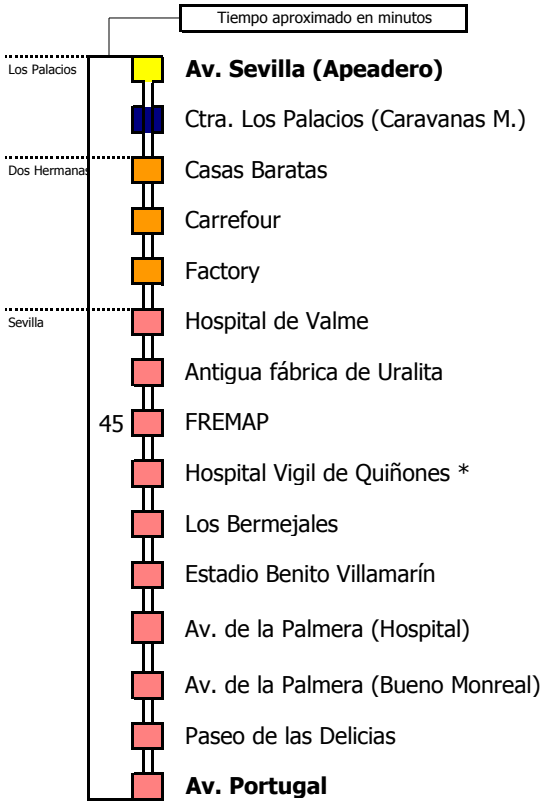 Tiempo aproximado en minutos
Los Palacios
Av. Sevilla (Apeadero)
Ctra. Los Palacios (Caravanas M.)
Dos Hermanas
Casas Baratas
Carrefour
Factory
Sevilla
Hospital de Valme
Antigua fábrica de Uralita
45
FREMAP
Hospital Vigil de Quiñones *
Los Bermejales
Estadio Benito Villamarín
Av. de la Palmera (Hospital)
Av. de la Palmera (Bueno Monreal)
Paseo de las Delicias
Av. Portugal